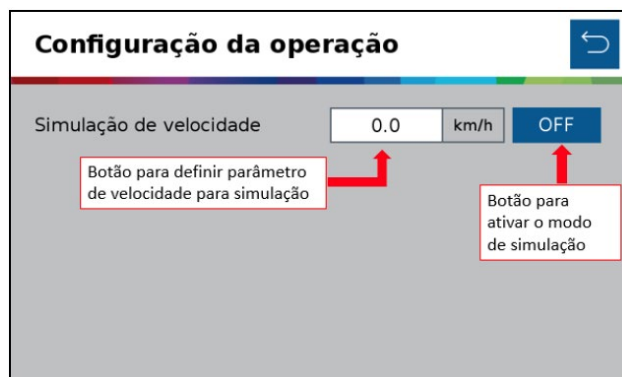 Configuração da operação
Simulação de velocidade 0.0 km/h OFF
Botão para definir parâmetro
de velocidade para simulação
Botão para
ativar o modo
de simulação